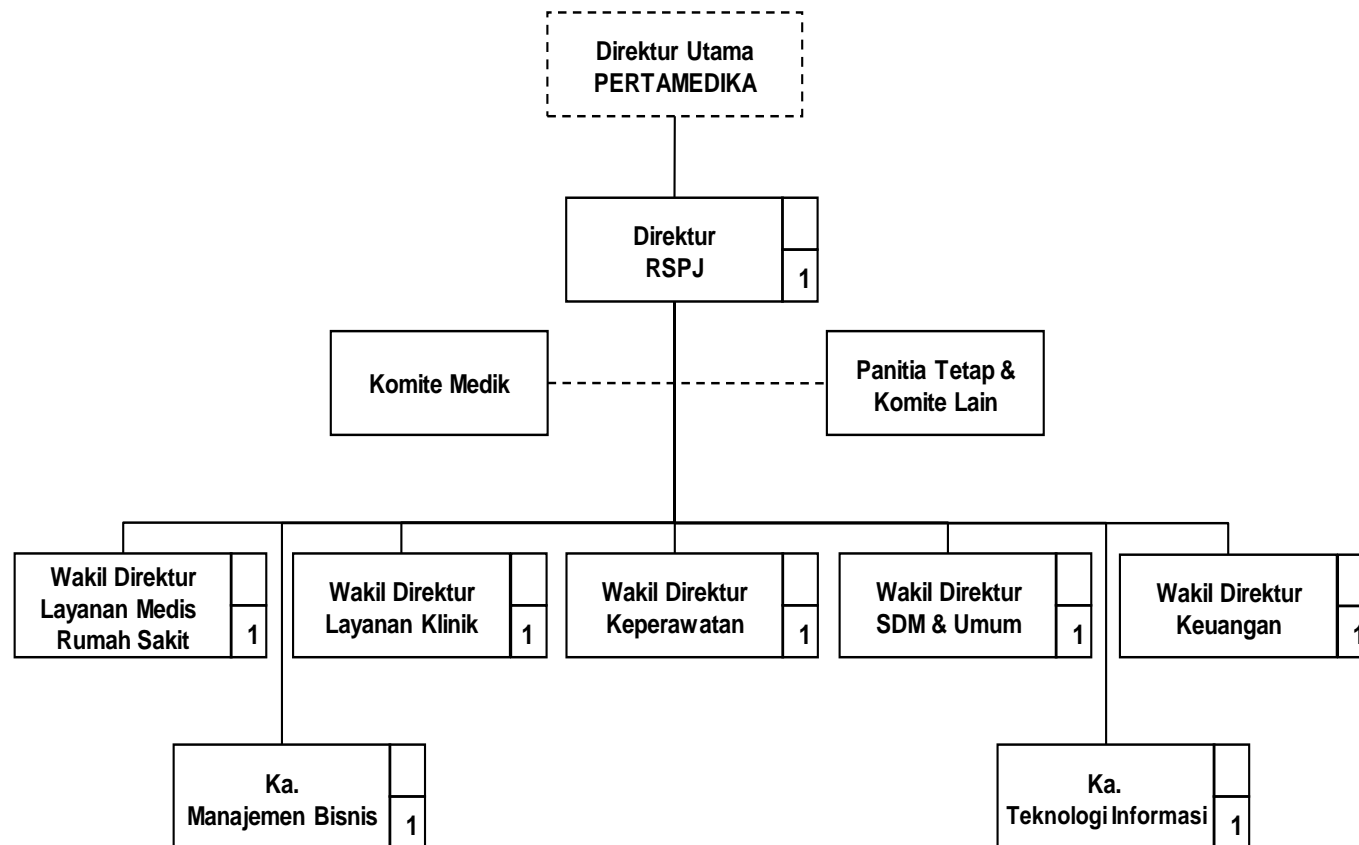 Direktur Utama
PERTAMEDIKA
Direktur
RSPJ
1
Komite Medik
Panitia Tetap &
Komite Lain
Wakil Direktur
Layanan Medis
Rumah Sakit
1
Wakil Direktur
Layanan Klinik
1
Wakil Direktur
Keperawatan
1
Wakil Direktur
SDM & Umum
1
Wakil Direktur
Keuangan
1
Ka.
Manajemen Bisnis
1
Ka.
Teknologi Informasi
1